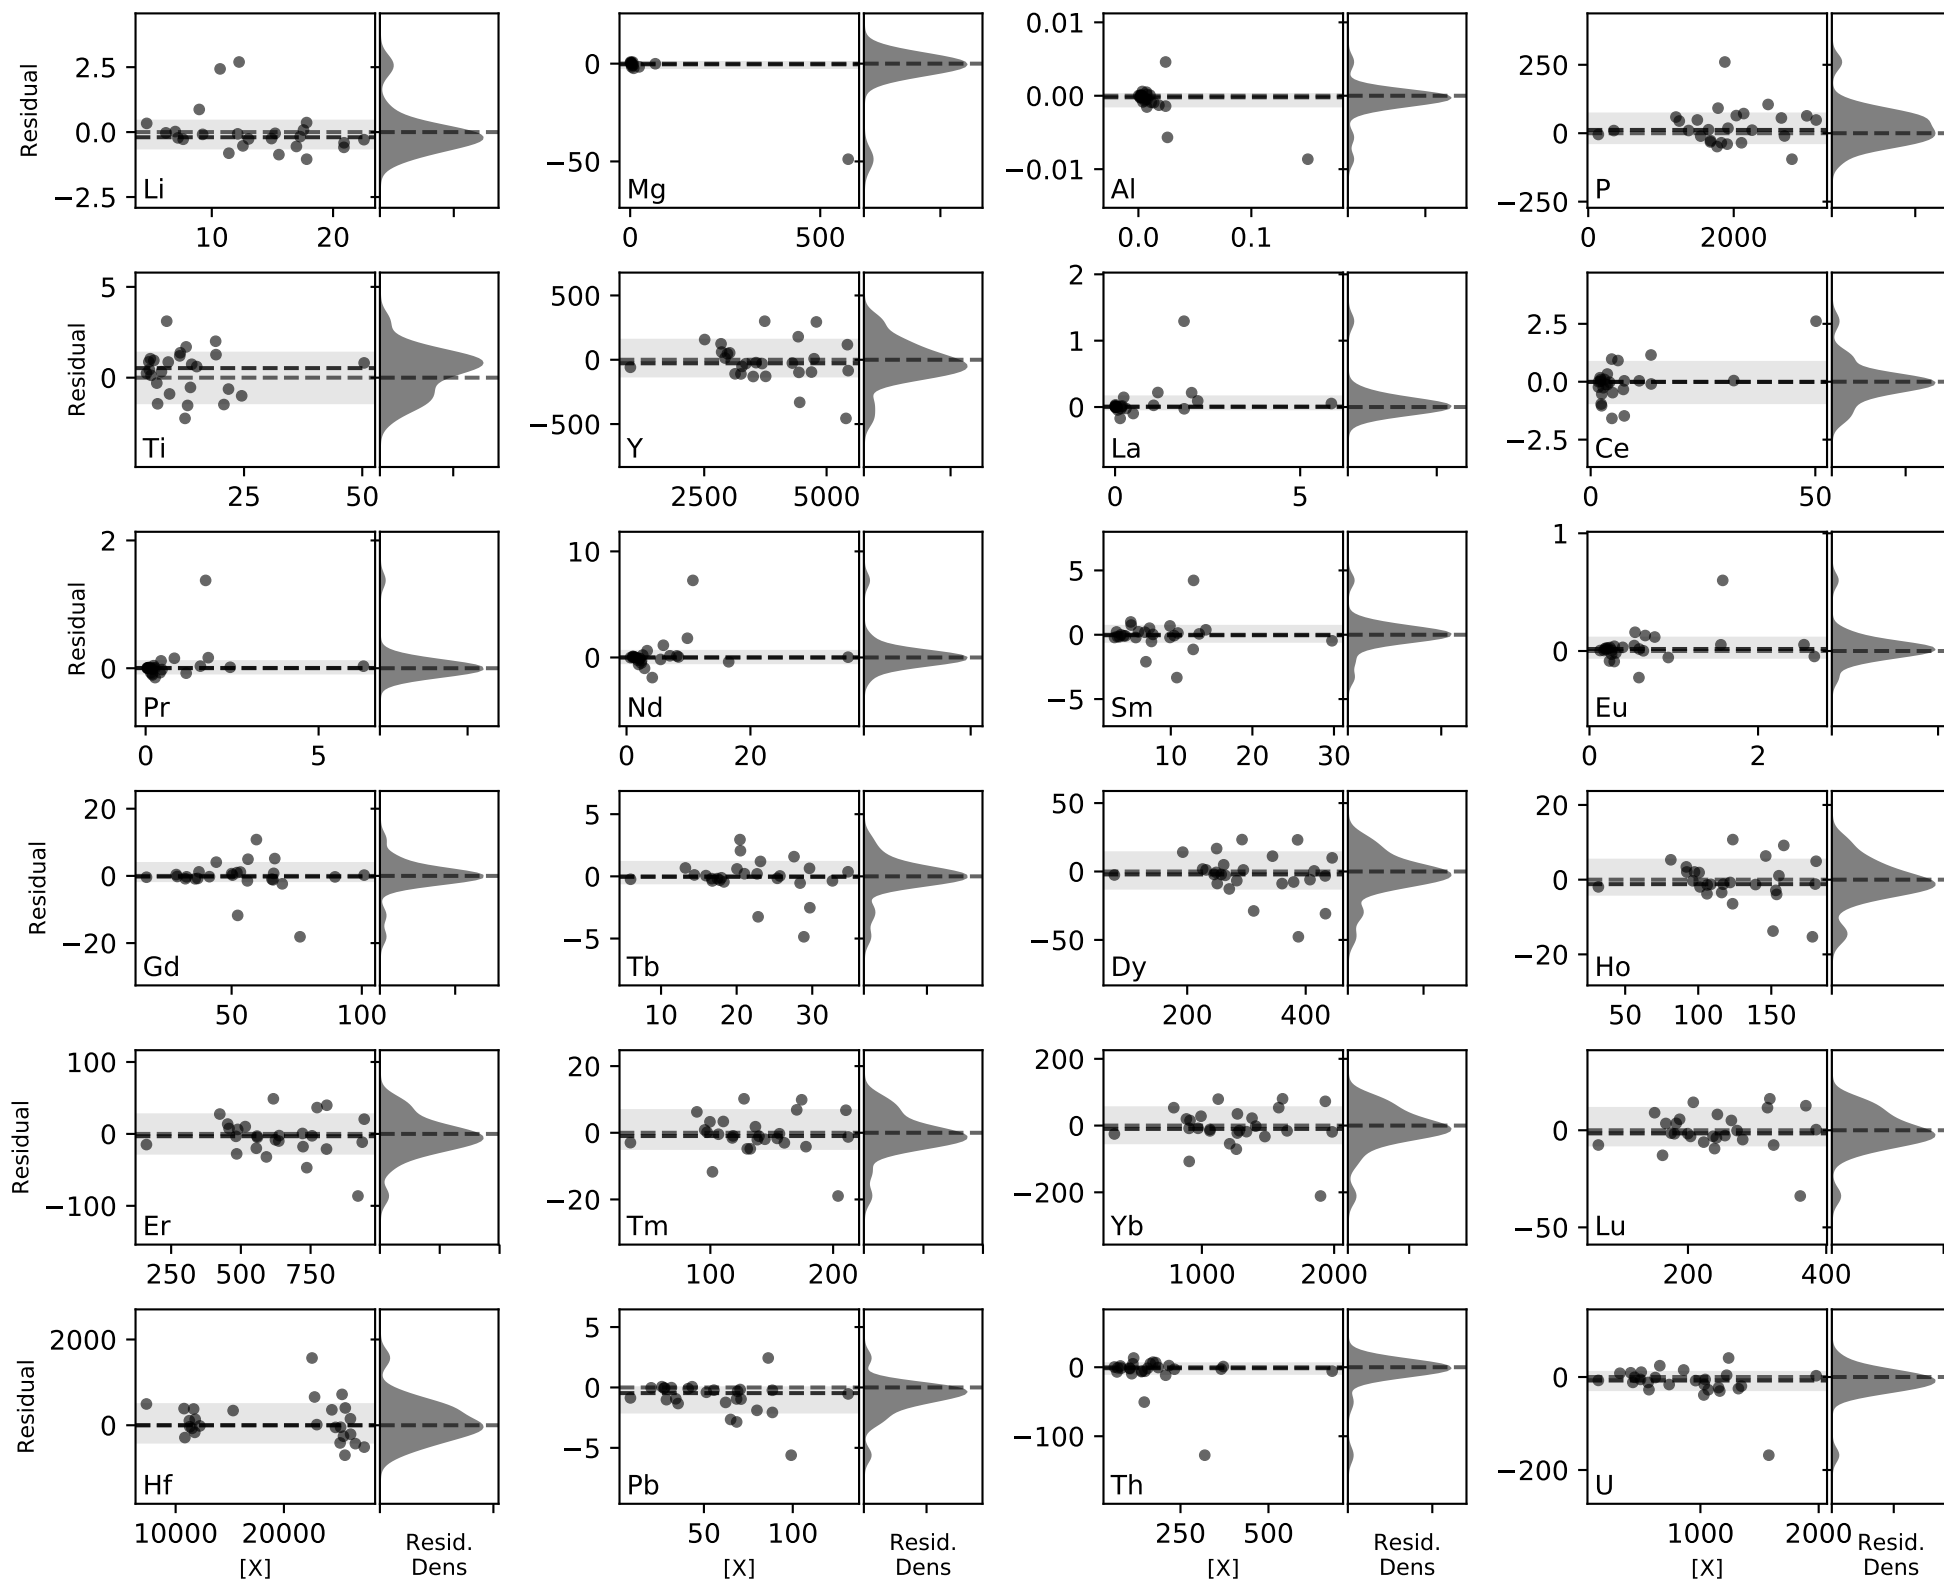 Residual
2.5
0.0
−2.5
Li
10 20
0
−50
Mg
0 500
0.01
0.00
−0.01
Al
0.0 0.1
250
0
−250
P
0 2000
Residual
5
0
Ti
25 50
500
0
−500
Y
2500 5000
2
1
0
La
0 5
2.5
0.0
−2.5
Ce
0 50
Residual
2
0
Pr
0 5
10
0
Nd
0 20
5
0
−5
Sm
10 20 30
1
0
Eu
0 2
Residual
20
0
−20
Gd
50 100
5
0
−5
Tb
10 20 30
50
0
−50
Dy
200 400
20
0
−20
Ho
50 100 150
Residual
100
0
−100
Er
250 500 750
20
0
−20
Tm
100 200
200
0
−200
Yb
1000 2000
0
−50
Lu
200 400
Residual
2000
0
Hf
10000 20000
[X]
Resid.
Dens
5
0
−5
Pb
50 100
[X]
Resid.
Dens
0
−100
Th
250 500
[X]
Resid.
Dens
0
−200
U
1000 2000
[X]
Resid.
Dens